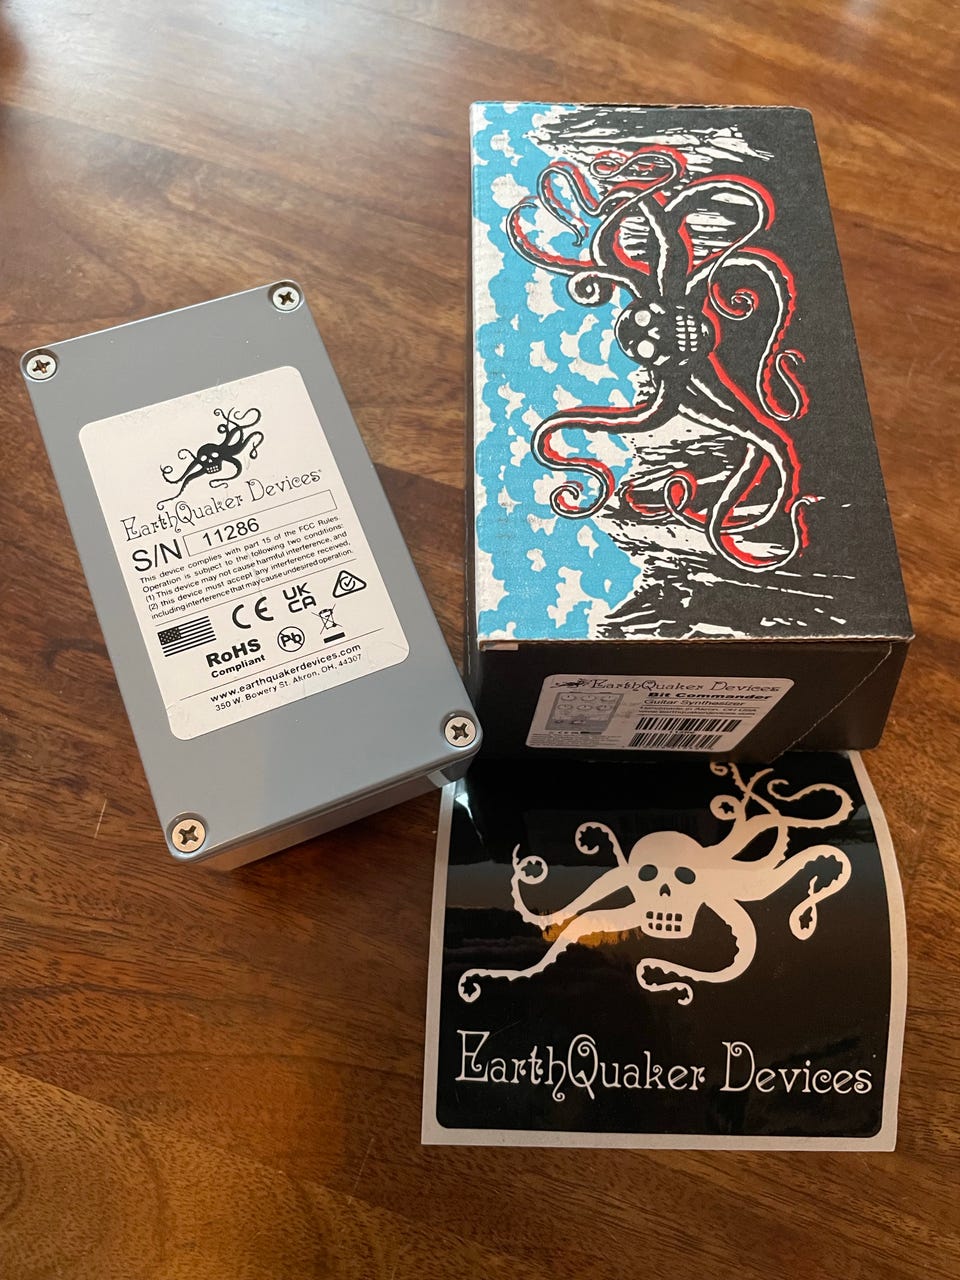 EarthQuaker Devices®
S/N 11286
This device complies with part 15 of the FCC Rules.
Operation is subject to the following two conditions:
(1) This device may not cause harmful interference, and
(2) this device must accept any interference received,
including interference that may cause undesired operation.
CE UK
CA
RoHS
Compliant
Pb
www.earthquakerdevices.com
350 W. Bowery St. Akron, OH, 44307
EarthQuaker Devices
Bit Commander
Guitar Synthesizer
EarthQuaker Devices